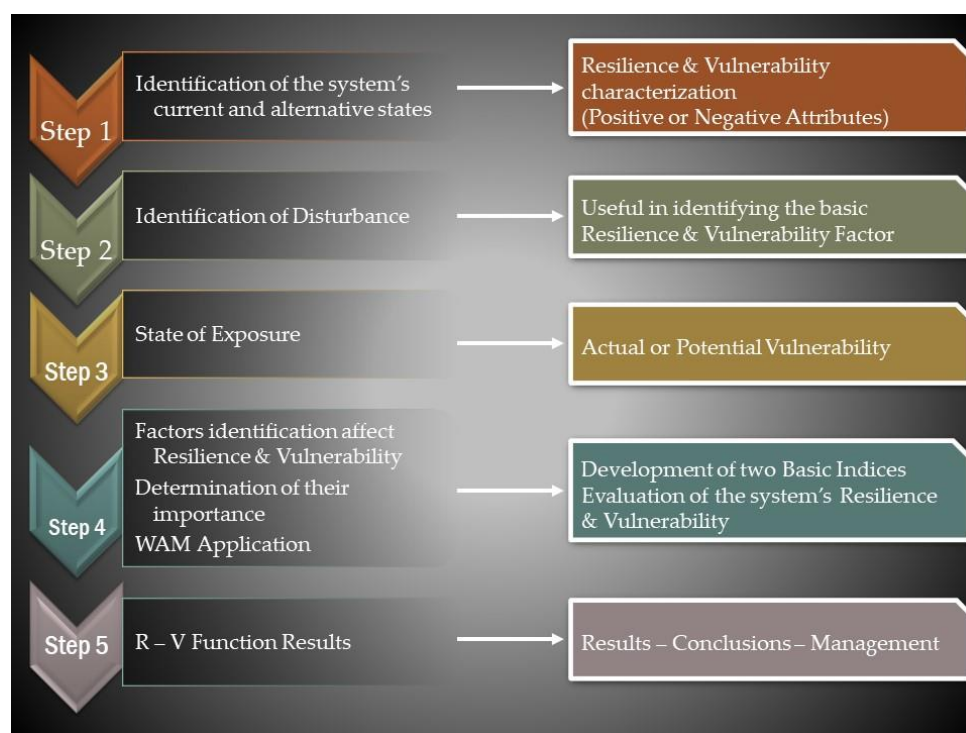 Step 1
Identification of the system's
current and alternative states
Resilience & Vulnerability
characterization
(Positive or Negative Attributes)
Step 2
Identification of Disturbance
Useful in identifying the basic
Resilience & Vulnerability Factor
Step 3
State of Exposure
Actual or Potential Vulnerability
Step 4
Factors identification affect
Resilience & Vulnerability
Determination of their
importance
WAM Application
Development of two Basic Indices
Evaluation of the system's Resilience
& Vulnerability
Step 5
R – V Function Results
Results – Conclusions – Management